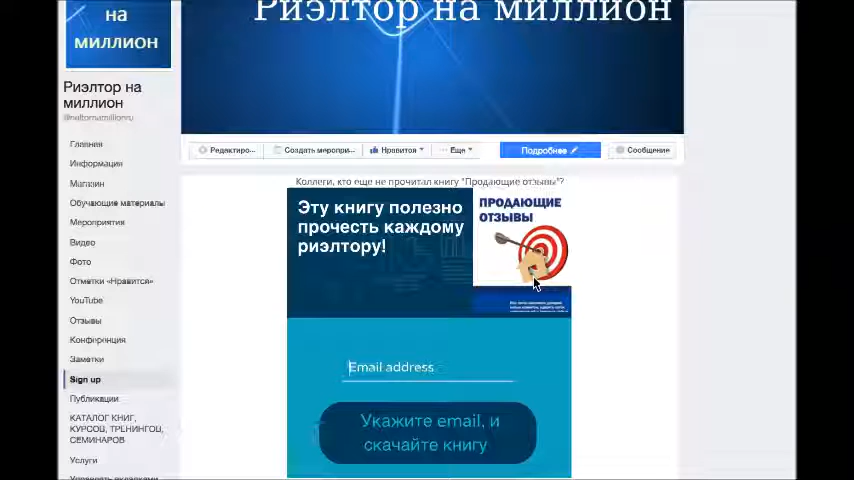 Риэлтор на миллион
на
миллион
Риэлтор на
миллион
@rieltornamillionru
Редактиро...
Создать меропри...
Нравится
Еще
Подробнее
Сообщение
Главная
Информация
Магазин
Обучающие материалы
Мероприятия
Видео
Фото
Отметки «Нравится»
YouTube
Отзывы
Конференция
Заметки
Sign up
Публикации
КАТАЛОГ КНИГ,
КУРСОВ, ТРЕНИНГОВ,
СЕМИНАРОВ
Услуги
Управлять вкладками
Коллеги, кто еще не прочитал книгу "Продающие отзывы"?
Эту книгу полезно
прочесть каждому
риэлтору!
ПРОДАЮЩИЕ
ОТЗЫВЫ
Email address
Укажите email, и
скачайте книгу